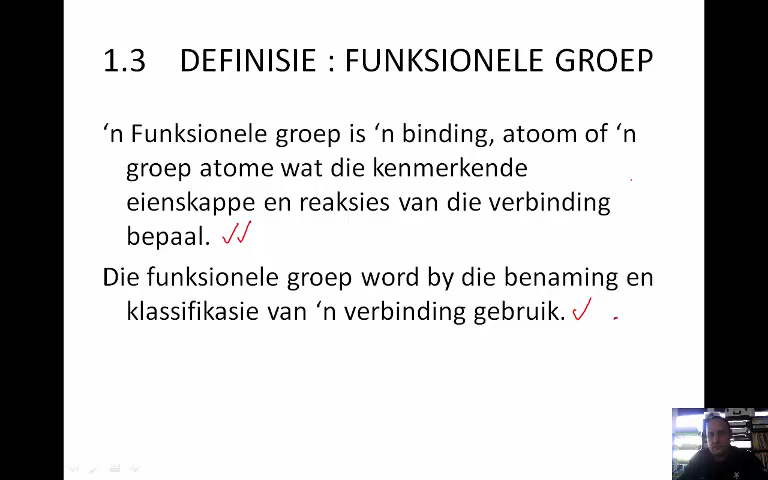 1.3 DEFINISIE : FUNKSIONELE GROEP
‘n Funksionele groep is ‘n binding, atoom of ‘n
groep atome wat die kenmerkende
eienskappe en reaksies van die verbinding
bepaal.
Die funksionele groep word by die benaming en
klassifikasie van ‘n verbinding gebruik.